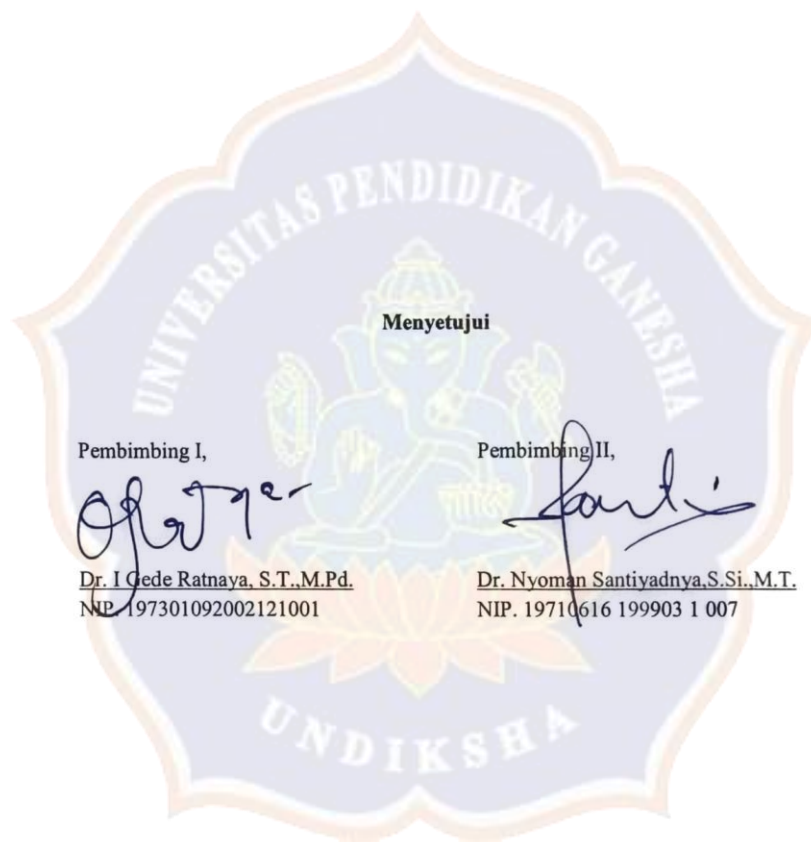 UNIVERSITAS PENDIDIKAN GANESHA
Menyetujui
Pembimbing I,
Pembimbing II,
Dr. I Gede Ratnaya, S.T.,M.Pd.
Dr. Nyoman Santiyadnya,S.Si.,M.T.
NIP. 197301092002121001
NIP. 19710616 199903 1 007
UNDIKSHA